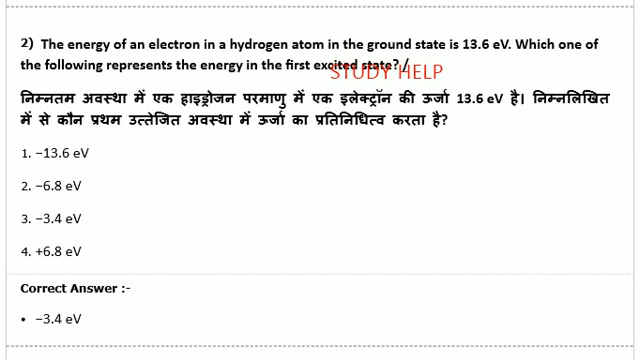 2) The energy of an electron in a hydrogen atom in the ground state is 13.6 eV. Which one of
the following represents the energy in the first excited state? /
STUDY HELP
निम्नतम अवस्था में एक हाइड्रोजन परमाणु में एक इलेक्ट्रॉन की ऊर्जा 13.6 eV है। निम्नलिखित
में से कौन प्रथम उत्तेजित अवस्था में ऊर्जा का प्रतिनिधित्व करता है?
1. −13.6 eV
2. −6.8 eV
3. −3.4 eV
4. +6.8 eV
Correct Answer :-
• −3.4 eV